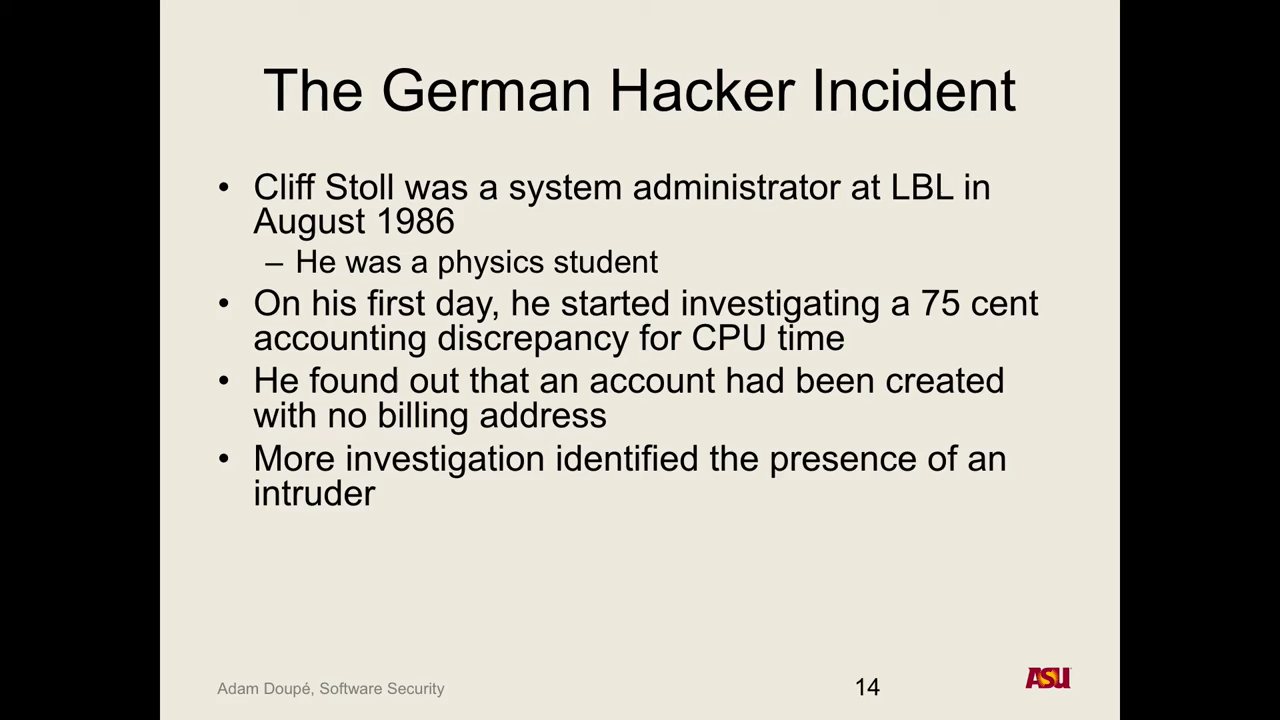 The German Hacker Incident
• Cliff Stoll was a system administrator at LBL in
August 1986
– He was a physics student
• On his first day, he started investigating a 75 cent
accounting discrepancy for CPU time
• He found out that an account had been created
with no billing address
• More investigation identified the presence of an
intruder
Adam Doupé, Software Security
14
ASU